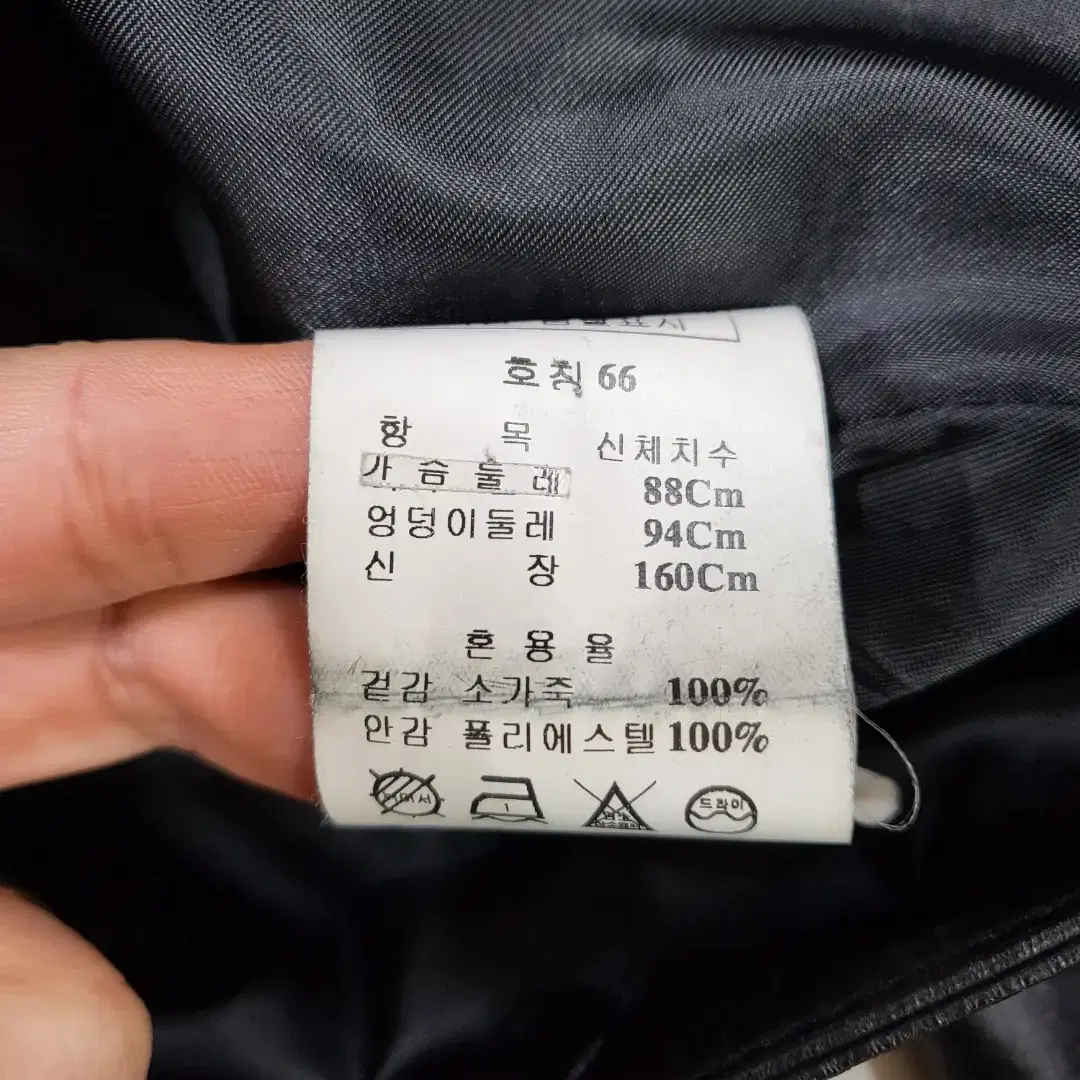 호칭 66
항 목 신체치수
가슴둘레 88Cm
엉덩이둘레 94Cm
신 장 160Cm
혼용율
겉감 소가죽 100%
안감 폴리에스텔 100%
드라이